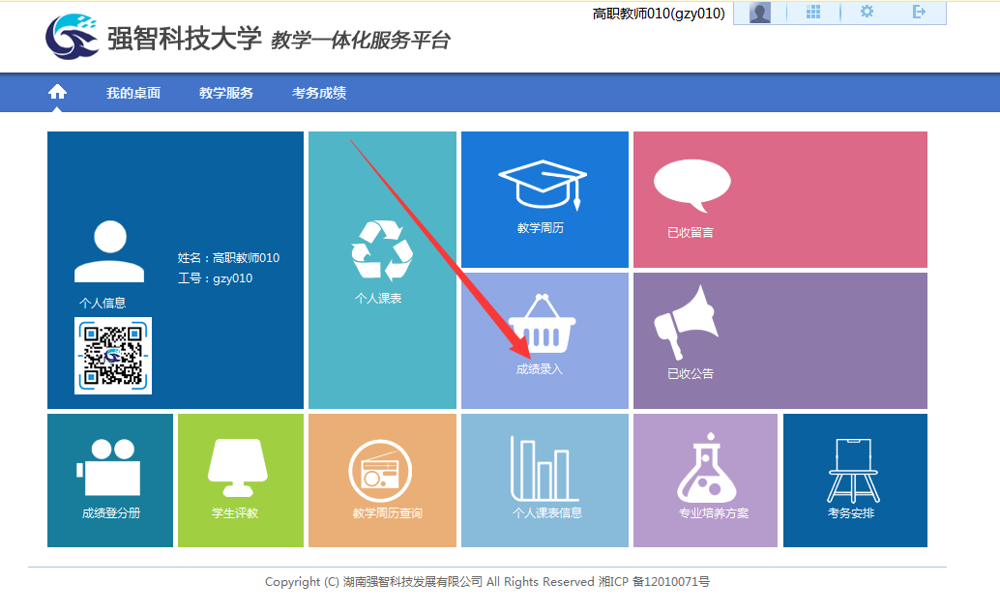 高职教师010(gzy010)
强智科技大学 教学一体化服务平台
我的桌面 教学服务 考务成绩
姓名：高职教师010
工号：gzy010
个人信息
个人课表
教学周历
已收留言
成绩录入
已收公告
成绩登分册
学生评教
教学周历查询
个人课表信息
专业培养方案
考务安排
Copyright (C) 湖南强智科技发展有限公司 All Rights Reserved 湘ICP 备12010071号